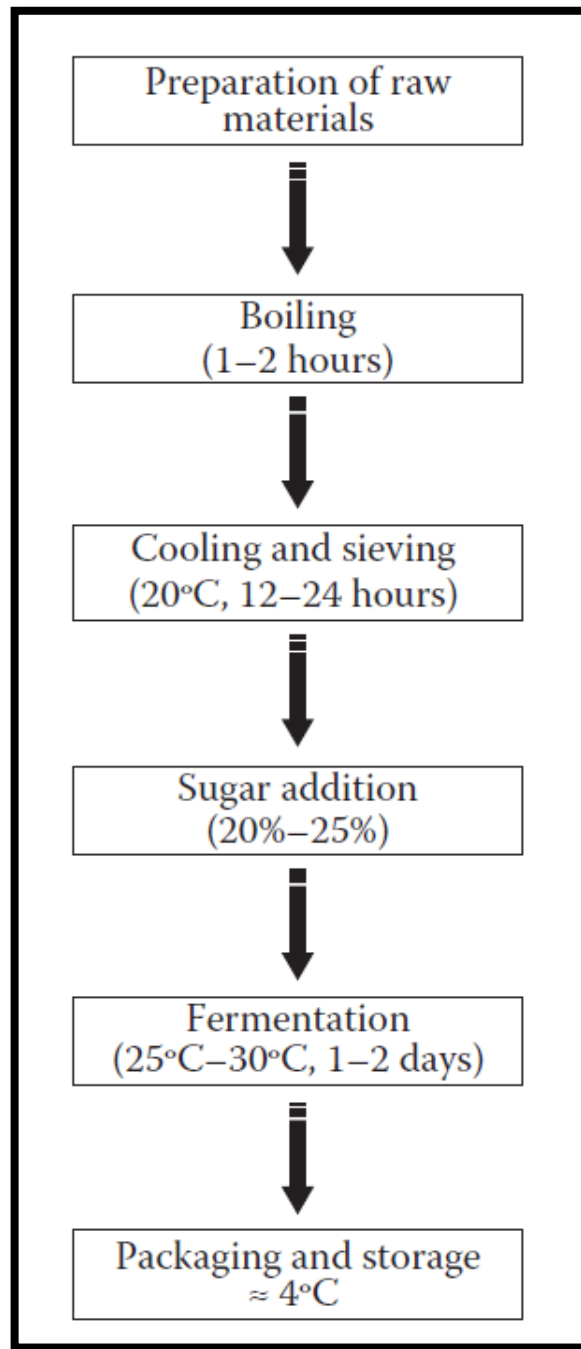 Preparation of raw
materials
Boiling
(1–2 hours)
Cooling and sieving
(20°C, 12–24 hours)
Sugar addition
(20%–25%)
Fermentation
(25°C–30°C, 1–2 days)
Packaging and storage
≈ 4°C